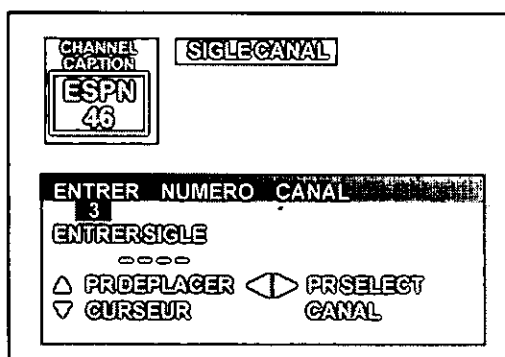 CHANNEL
CAPTION
ESPN
46
SIGLE CANAL
ENTRER NUMERO CANAL
3
ENTRER SIGLE
----
△ PR DEPLACER ◁▷ PR SELECT
▽ CURSEUR CANAL